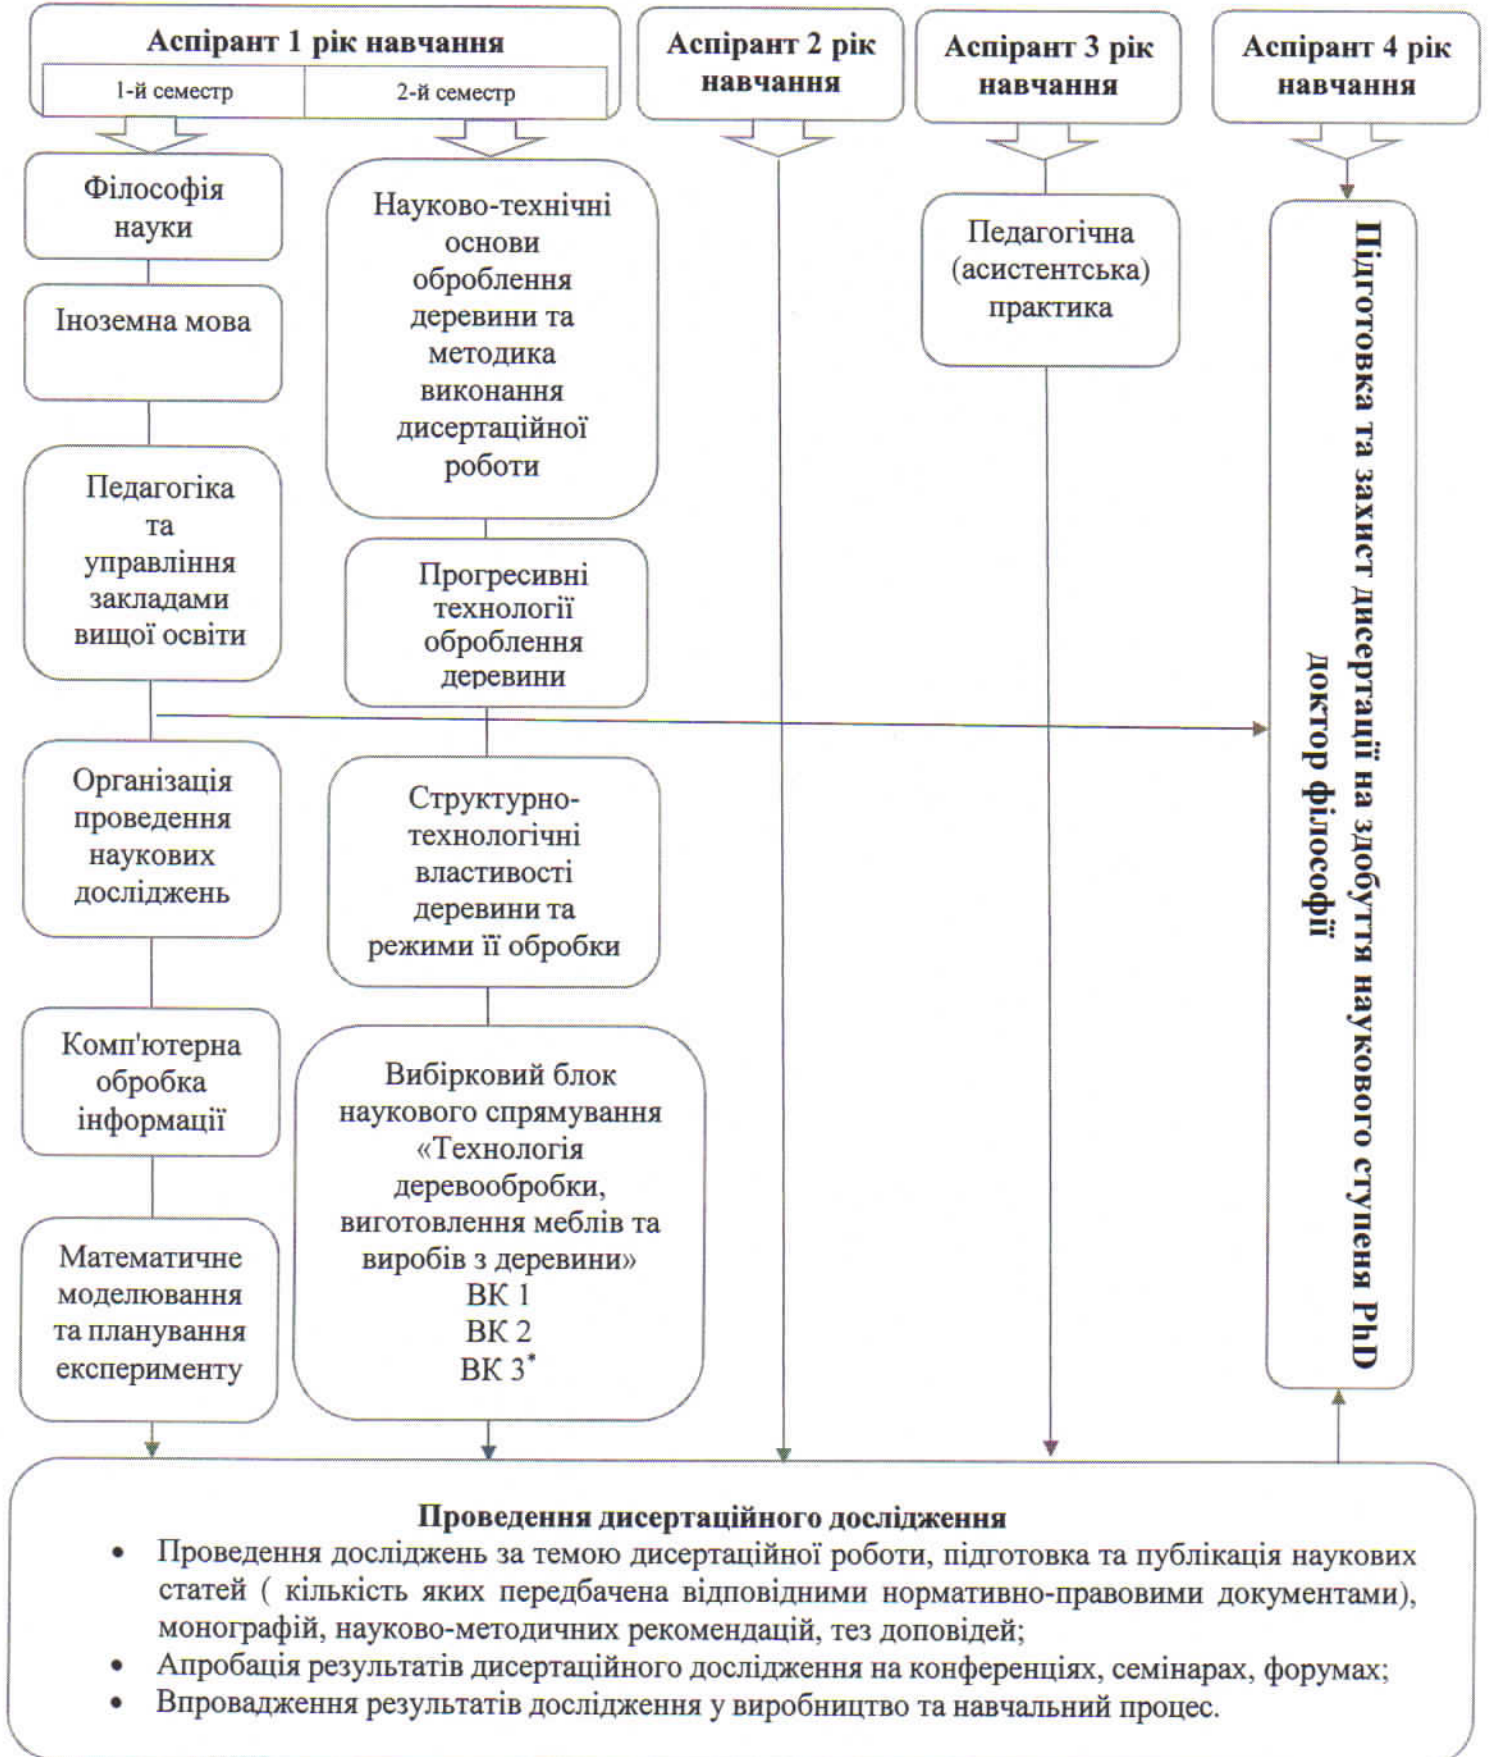 Аспірант 1 рік навчання
1-й семестр
2-й семестр
Аспірант 2 рік
навчання
Аспірант 3 рік
навчання
Аспірант 4 рік
навчання
Філософія
науки
Іноземна мова
Педагогіка
та
управління
закладами
вищої освіти
Організація
проведення
наукових
досліджень
Комп'ютерна
обробка
інформації
Математичне
моделювання
та планування
експерименту
Науково-технічні
основи
оброблення
деревини та
методика
виконання
дисертаційної
роботи
Прогресивні
технології
оброблення
деревини
Структурно-
технологічні
властивості
деревини та
режими її обробки
Вибірковий блок
наукового спрямування
«Технологія
деревообробки,
виготовлення меблів та
виробів з деревини»
ВК 1
ВК 2
ВК 3*
Педагогічна
(асистентська)
практика
Підготовка та захист дисертації на здобуття наукового ступеня PhD
доктор філософії
Проведення дисертаційного дослідження
• Проведення досліджень за темою дисертаційної роботи, підготовка та публікація наукових
статей ( кількість яких передбачена відповідними нормативно-правовими документами),
монографій, науково-методичних рекомендацій, тез доповідей;
• Апробація результатів дисертаційного дослідження на конференціях, семінарах, форумах;
• Впровадження результатів дослідження у виробництво та навчальний процес.